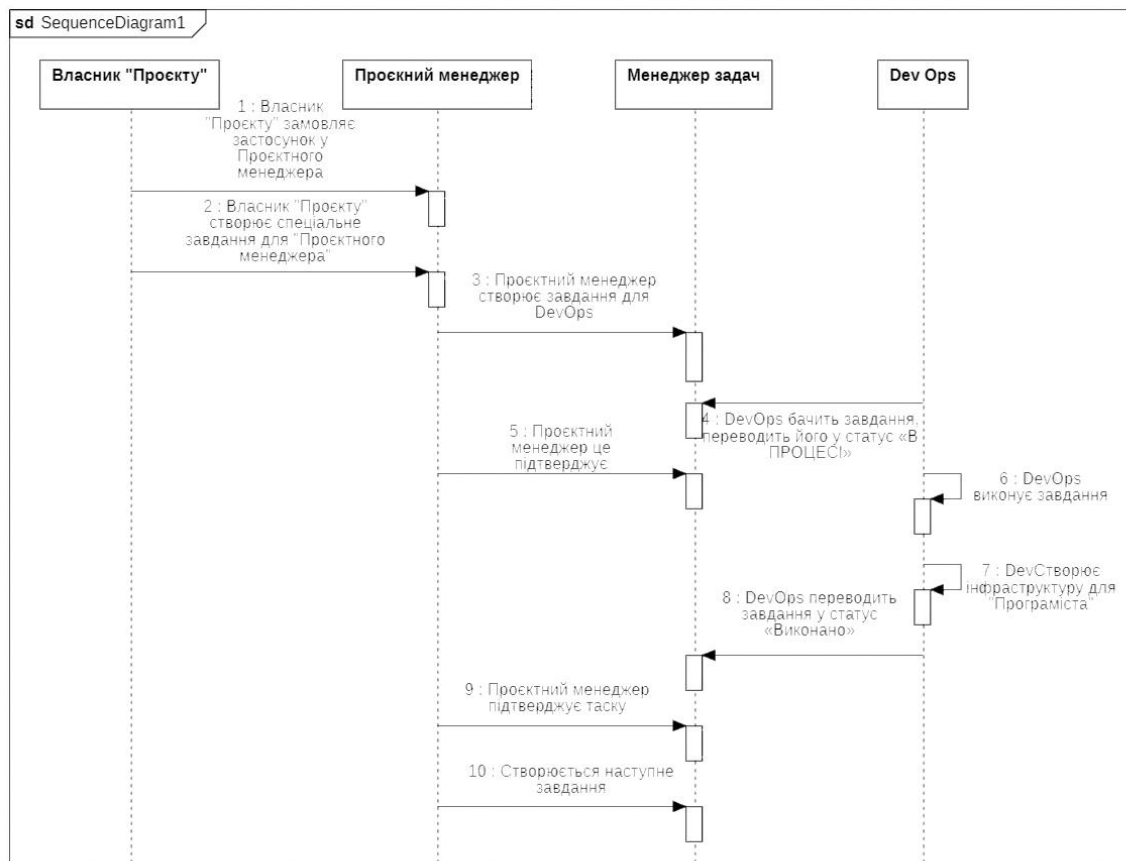 sd SequenceDiagram1
Власник "Проєкту"
Проєкний менеджер
Менеджер задач
Dev Ops
1 : Власник
"Проєкту" замовляє
застосунок у
Проєктного
менеджера
2 : Власник "Проєкту"
створює спеціальне
завдання для "Проєктного
менеджера"
3 : Проєктний менеджер
створює завдання для
DevOps
4 : DevOps бачить завдання,
переводить його у статус «В
ПРОЦЕСІ»
5 : Проєктний
менеджер це
підтверджує
6 : DevOps
виконує завдання
7 : DevСтворює
інфраструктуру для
"Програміста"
8 : DevOps переводить
завдання у статус
«Виконано»
9 : Проєктний менеджер
підтверджує таску
10 : Створюється наступне
завдання